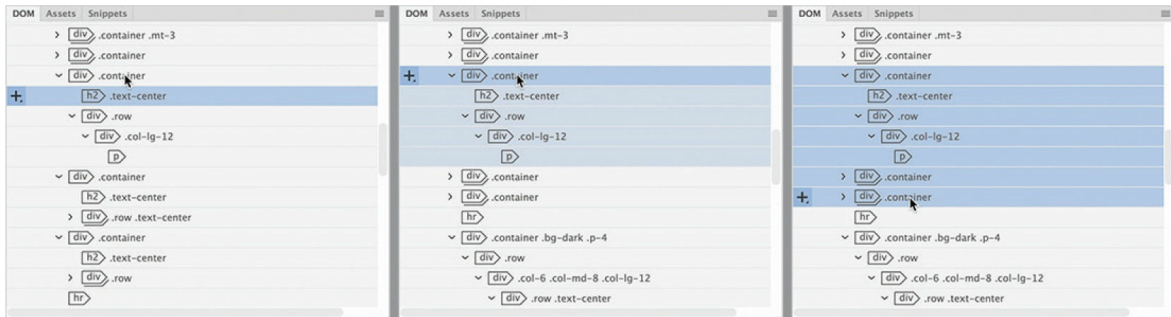 DOM Assets Snippets
div .container .mt-3
div .container
div .container
h2 .text-center
div .row
div .col-lg-12
p
div .container
h2 .text-center
div .row .text-center
div .container
h2 .text-center
div .row
hr
DOM Assets Snippets
div .container .mt-3
div .container
div .container
h2 .text-center
div .row
div .col-lg-12
p
div .container
div .container
hr
div .container .bg-dark .p-4
div .row
div .col-6 .col-md-8 .col-lg-12
div .row .text-center
DOM Assets Snippets
div .container .mt-3
div .container
div .container
h2 .text-center
div .row
div .col-lg-12
p
div .container
div .container
hr
div .container .bg-dark .p-4
div .row
div .col-6 .col-md-8 .col-lg-12
div .row .text-center